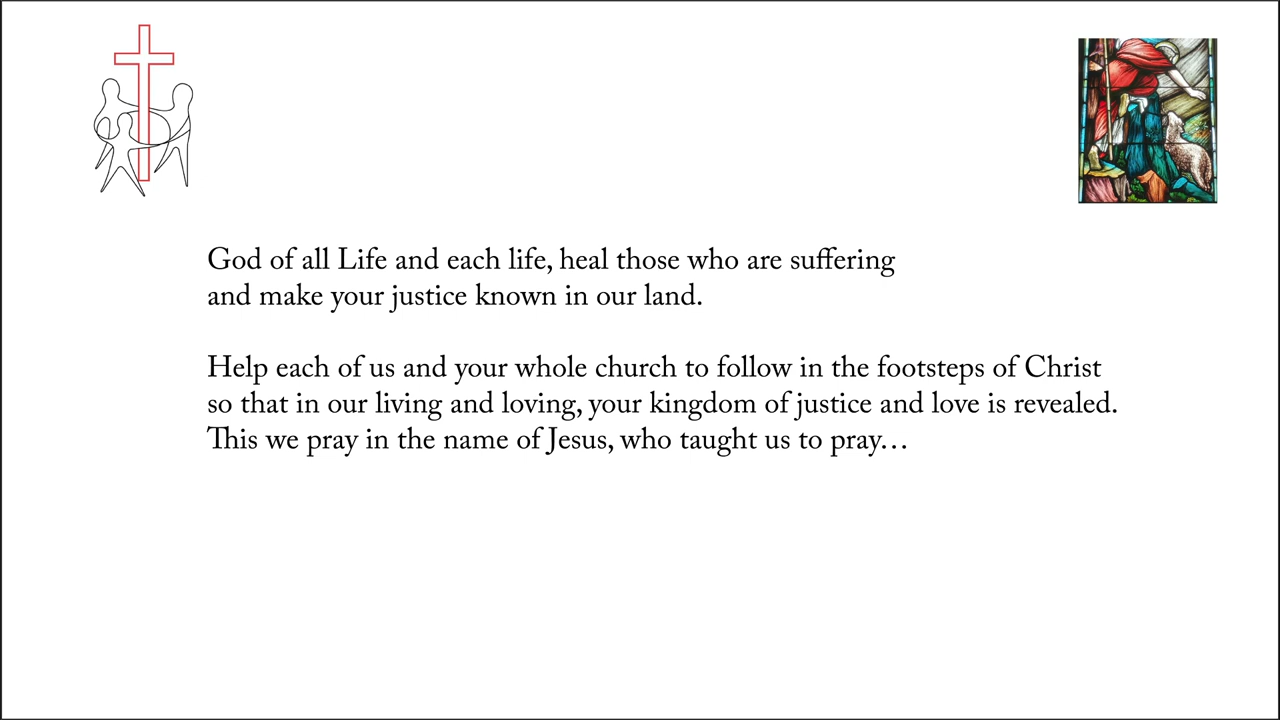 God of all Life and each life, heal those who are suffering
and make your justice known in our land.
Help each of us and your whole church to follow in the footsteps of Christ
so that in our living and loving, your kingdom of justice and love is revealed.
This we pray in the name of Jesus, who taught us to pray…